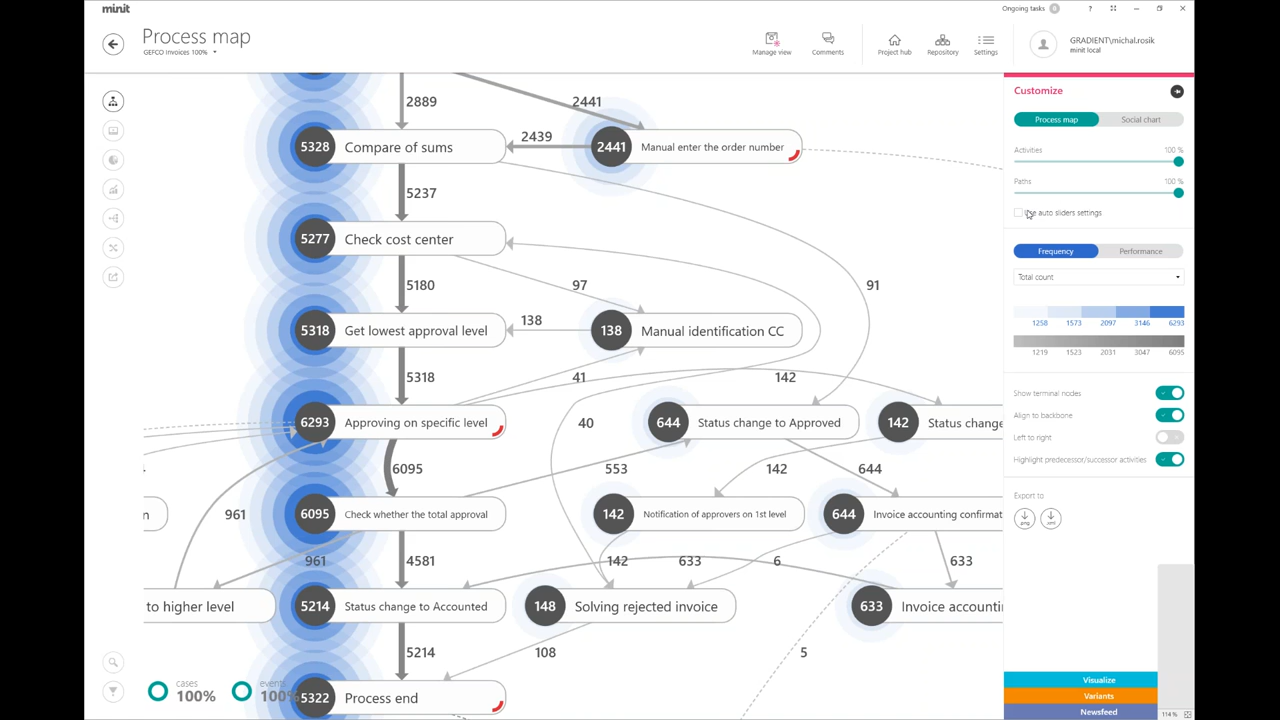 minit
Ongoing tasks 0 ?
Process map
GEFCO Invoices 100%
Manage view
Comments
Project hub
Repository
Settings
GRADIENT\michal.rosik
minit local
2889
2441
5328 Compare of sums
2439
2441 Manual enter the order number
5237
5277 Check cost center
5180
97
91
5318 Get lowest approval level
138
138 Manual identification CC
5318
41
142
6293 Approving on specific level
40
644 Status change to Approved
142 Status change
6095
553
142
644
n
961
6095 Check whether the total approval
142 Notification of approvers on 1st level
644 Invoice accounting confirmat
961
4581
142
633
6
633
to higher level
5214 Status change to Accounted
148 Solving rejected invoice
633 Invoice accounti
5214
108
5
5322 Process end
cases
100%
events
100%
Customize
Process map
Social chart
Activities
100 %
Paths
100 %
Use auto sliders settings
Frequency
Performance
Total count
1258 1573 2097 3146 6293
1219 1523 2031 3047 6095
Show terminal nodes
Align to backbone
Left to right
Highlight predecessor/successor activities
Export to
png
xml
Visualize
Variants
Newsfeed
114 %